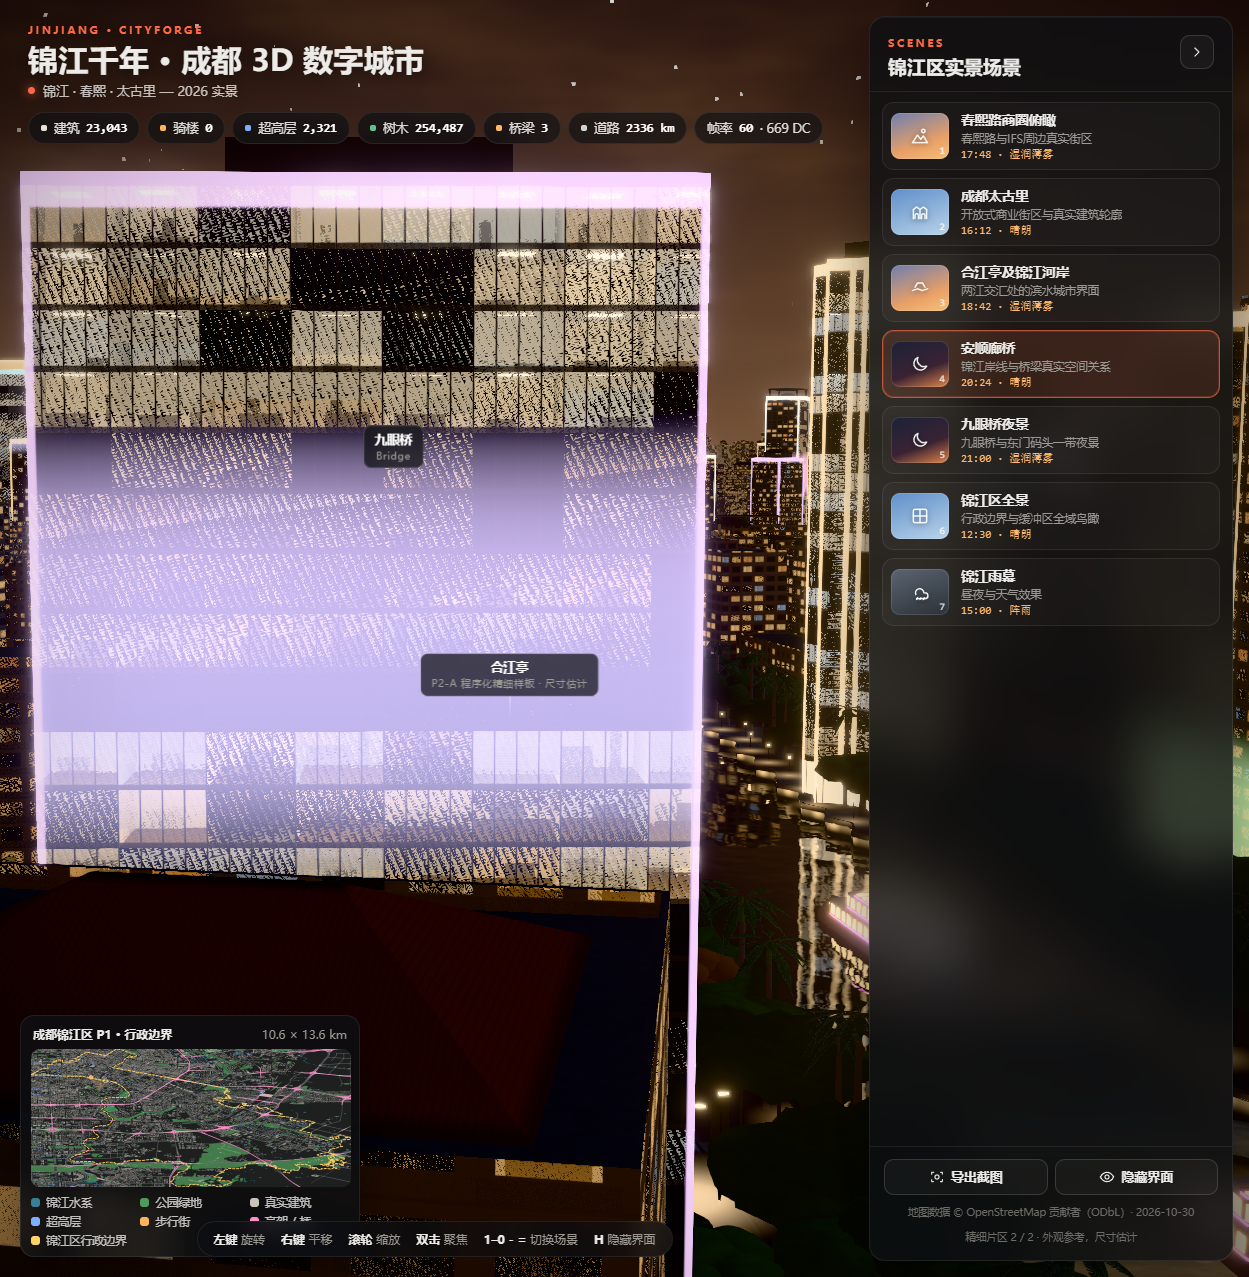 JINJIANG • CITYFORGE
锦江千年 • 成都 3D 数字城市
锦江 · 春熙 · 太古里 — 2026 实景
建筑 23,043
骑楼 0
超高层 2,321
树木 254,487
桥梁 3
道路 2336 km
帧率 60 · 669 DC
九眼桥
Bridge
合江亭
P2-A 程序化精细样板 · 尺寸估计
SCENES
锦江区实景场景
春熙路商圈俯瞰
春熙路与IFS周边真实街区
17:48 · 湿润薄雾
1
成都太古里
开放式商业街区与真实建筑轮廓
16:12 · 晴朗
2
合江亭及锦江河岸
两江交汇处的滨水城市界面
18:42 · 湿润薄雾
3
安顺廊桥
锦江岸线与桥梁真实空间关系
20:24 · 晴朗
4
九眼桥夜景
九眼桥与东门码头一带夜景
21:00 · 湿润薄雾
5
锦江区全景
行政边界与缓冲区全域鸟瞰
12:30 · 晴朗
6
锦江雨幕
昼夜与天气效果
15:00 · 阵雨
7
导出截图
隐藏界面
地图数据 © OpenStreetMap 贡献者（ODbL）· 2026-10-30
精细片区 2 / 2 · 外观参考，尺寸估计
成都锦江区 P1 • 行政边界
10.6 × 13.6 km
锦江水系
公园绿地
真实建筑
超高层
步行街
锦江区行政边界
左键 旋转
右键 平移
滚轮 缩放
双击 聚焦
1–0 - = 切换场景
H 隐藏界面